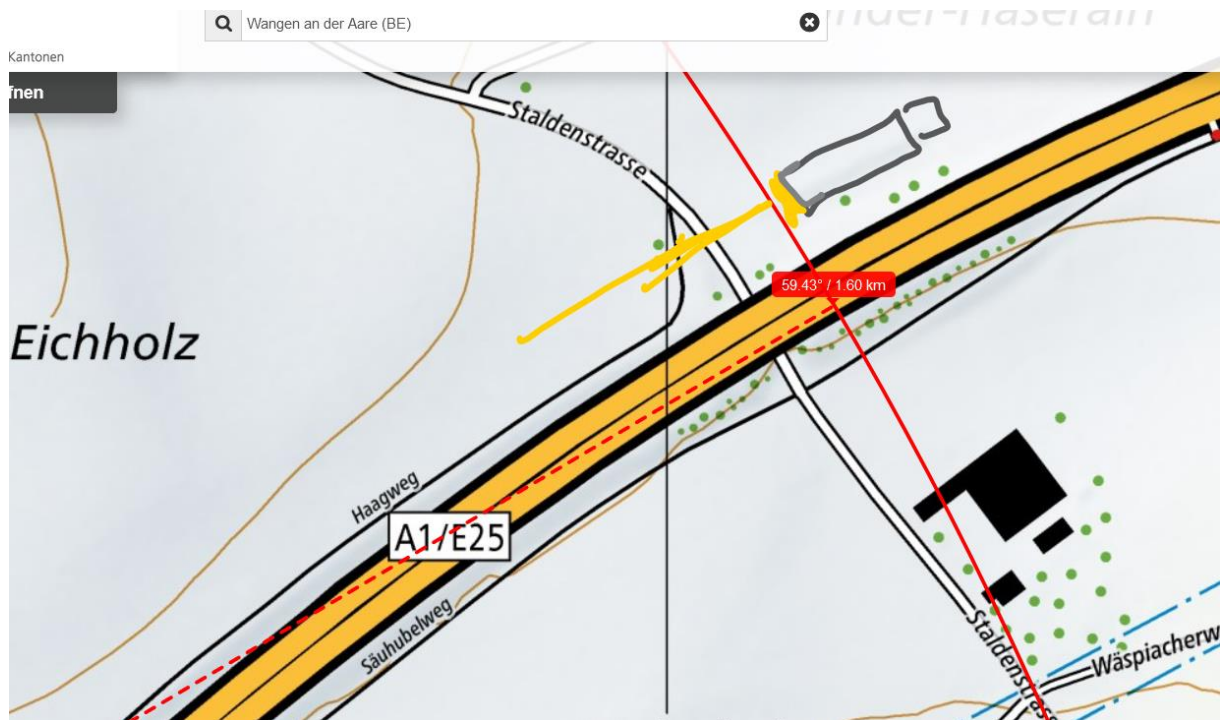 Wangen an der Aare (BE)
Kantonen
fnen
Staldenstrasse
59.43° / 1.60 km
Eichholz
Haagweg
A1/E25
Säuhubelweg
Staldenstrass
Wäspiacherw